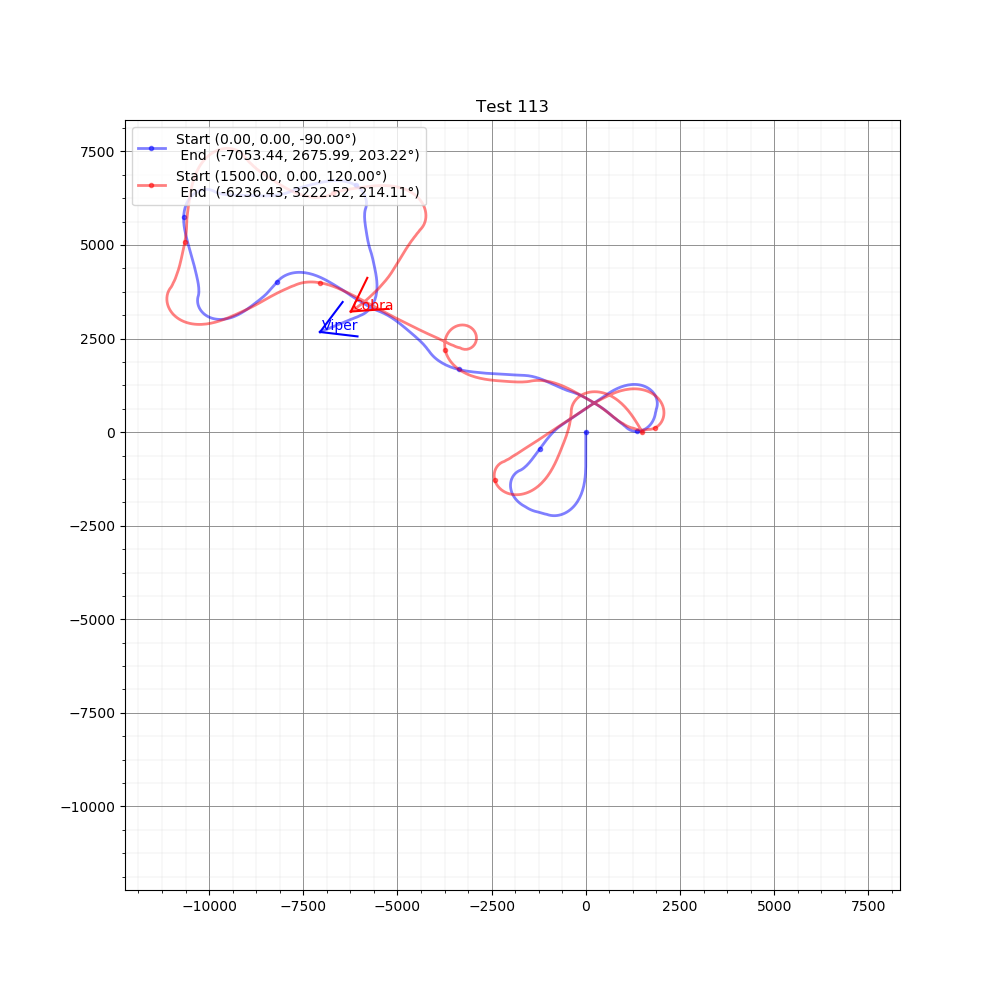 Test 113
Start (0.00, 0.00, -90.00°)
End (-7053.44, 2675.99, 203.22°)
Start (1500.00, 0.00, 120.00°)
End (-6236.43, 3222.52, 214.11°)
7500
5000
2500
0
−2500
−5000
−7500
−10000
Cobra
Viper
−10000 −7500 −5000 −2500 0 2500 5000 7500